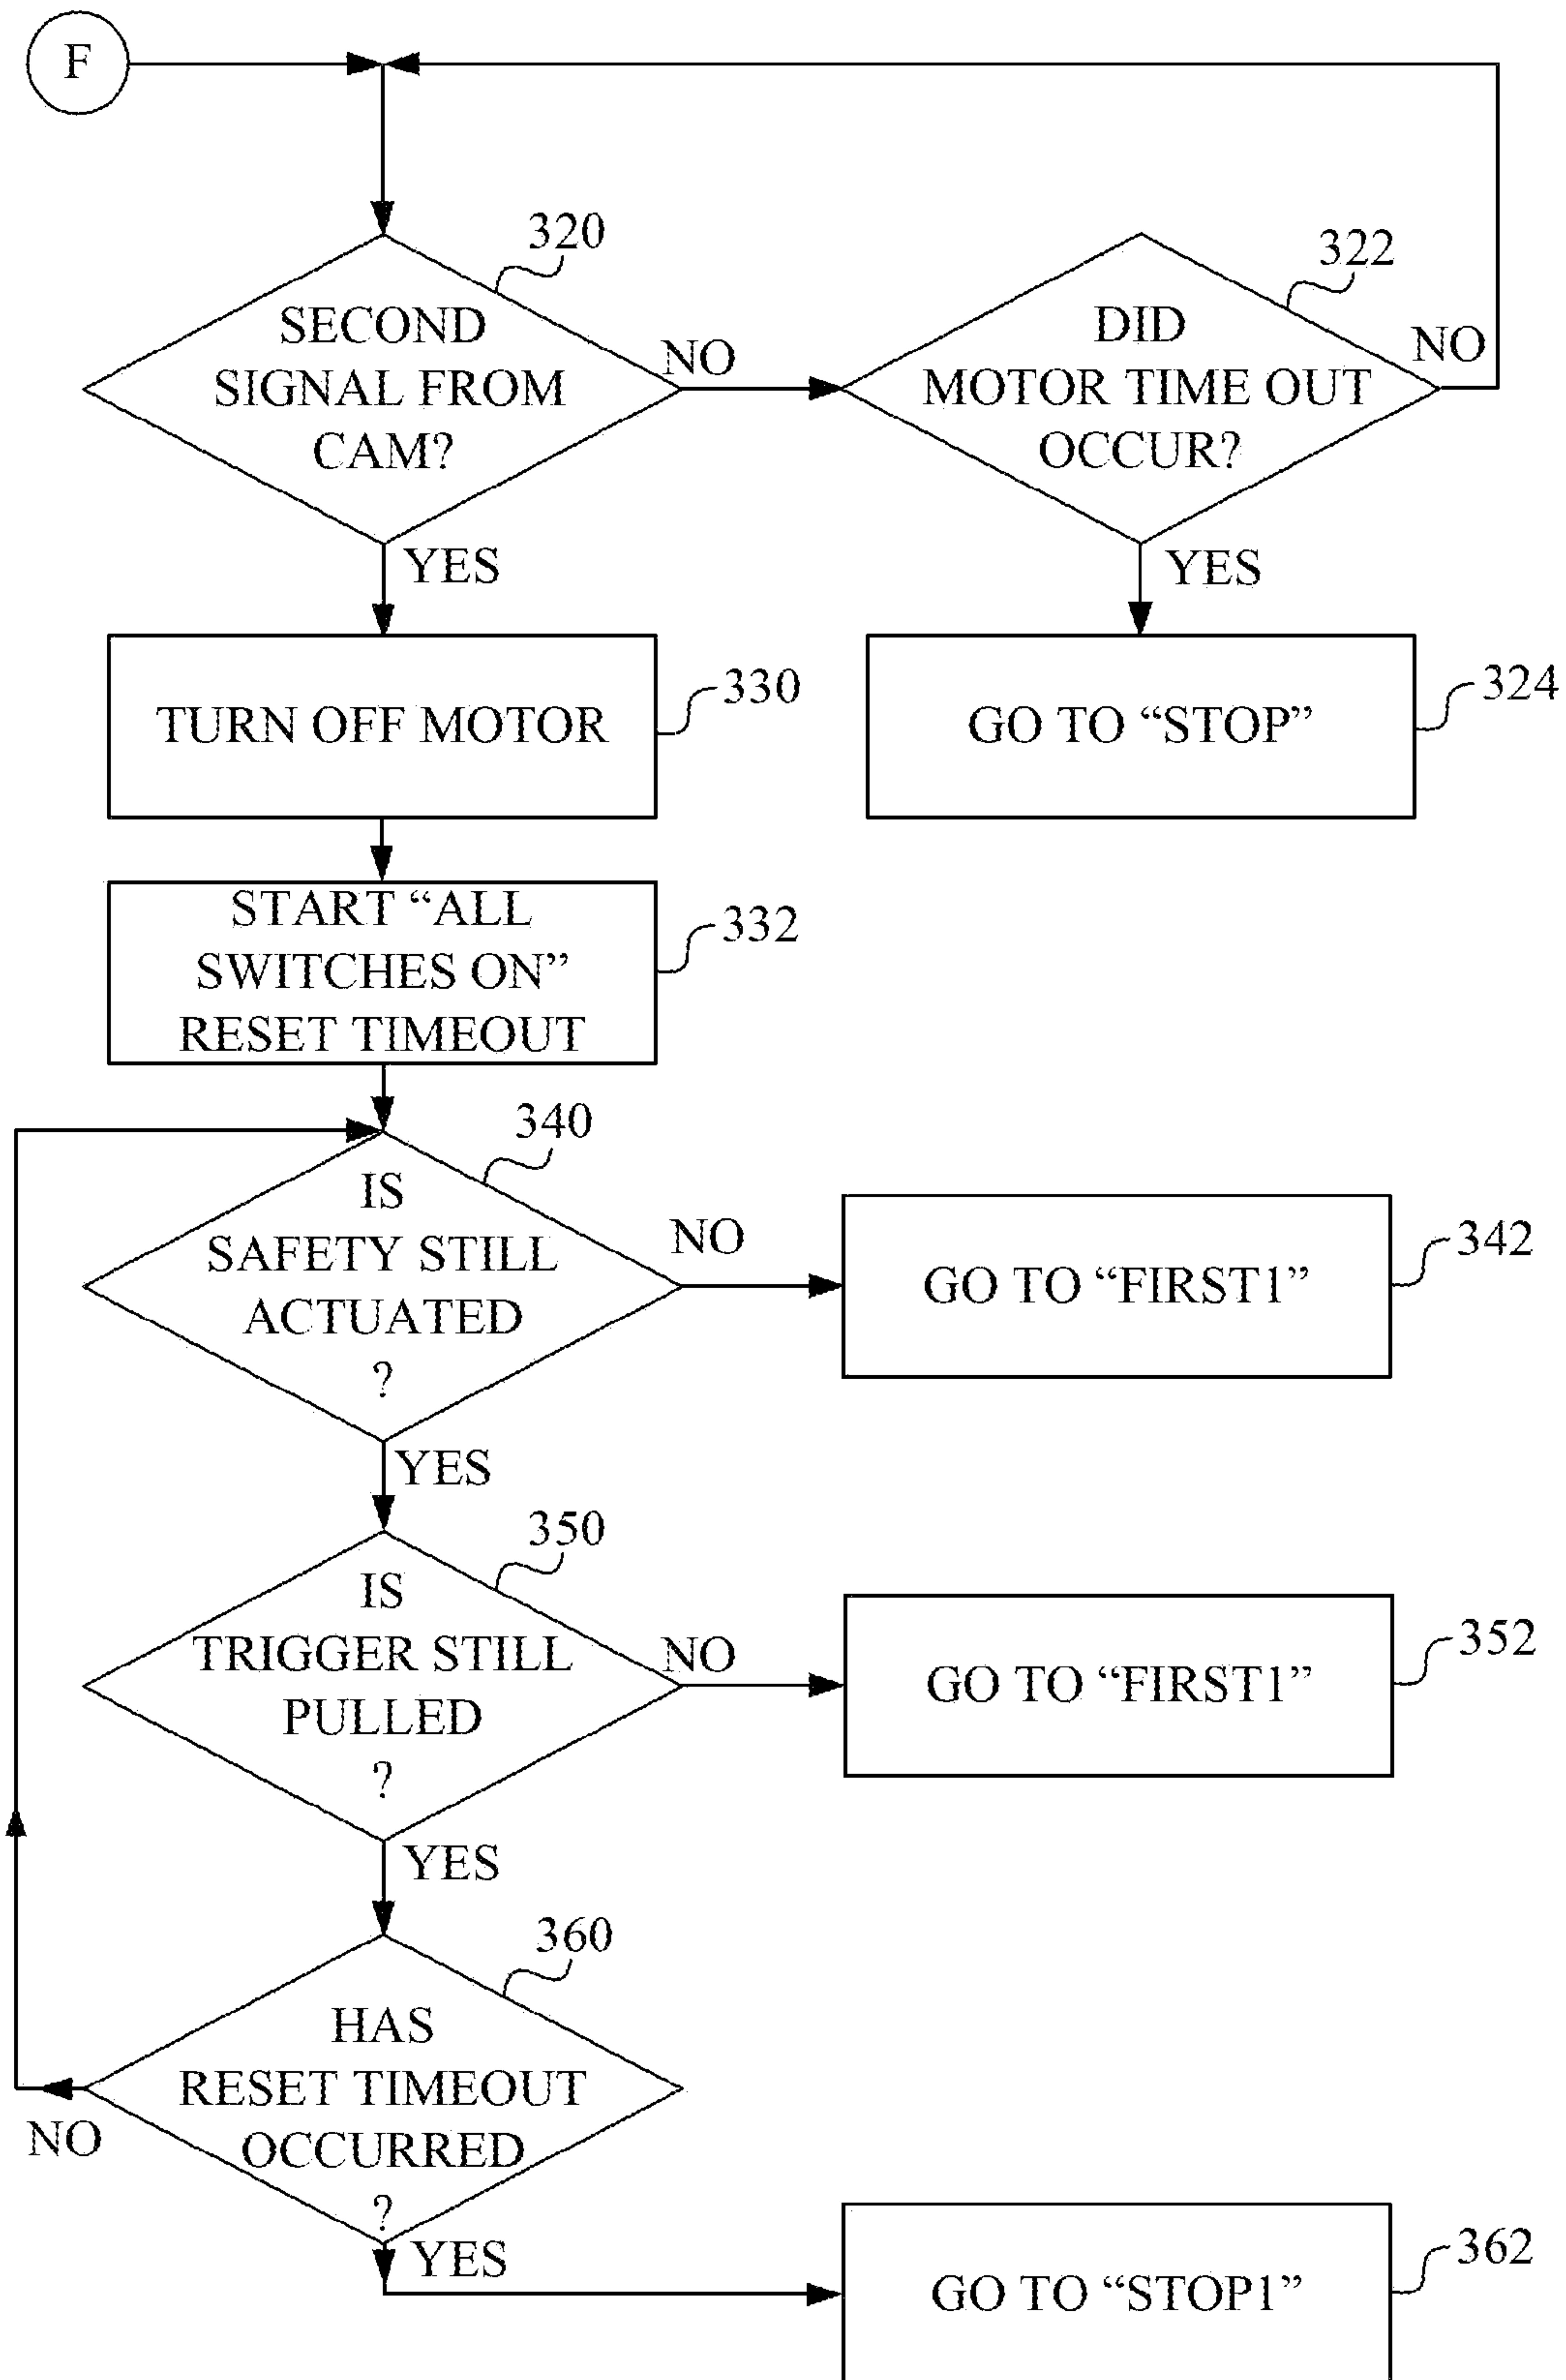 F
320
SECOND
SIGNAL FROM
CAM?
NO
YES
322
DID
MOTOR TIME OUT
OCCUR?
NO
YES
TURN OFF MOTOR
330
GO TO “STOP”
324
START “ALL
SWITCHES ON”
RESET TIMEOUT
332
340
IS
SAFETY STILL
ACTUATED
?
NO
YES
GO TO “FIRST1”
342
350
IS
TRIGGER STILL
PULLED
?
NO
YES
GO TO “FIRST1”
352
360
HAS
RESET TIMEOUT
OCCURRED
?
NO
YES
GO TO “STOP1”
362